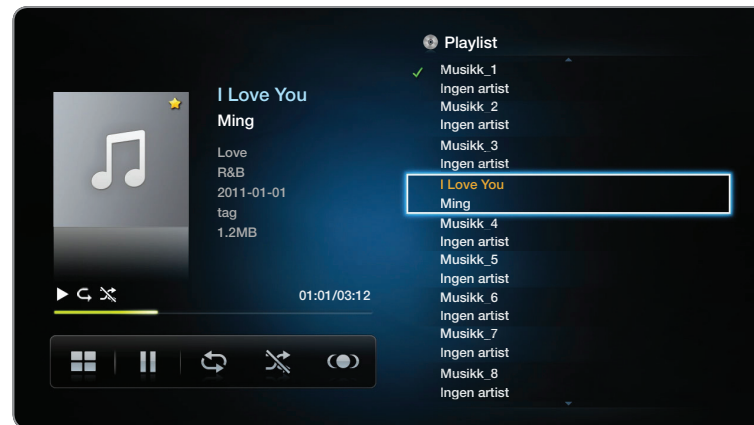 I Love You
Ming
Love
R&B
2011-01-01
tag
1.2MB
01:01/03:12
Playlist
Musikk_1
Ingen artist
Musikk_2
Ingen artist
Musikk_3
Ingen artist
I Love You
Ming
Musikk_4
Ingen artist
Musikk_5
Ingen artist
Musikk_6
Ingen artist
Musikk_7
Ingen artist
Musikk_8
Ingen artist